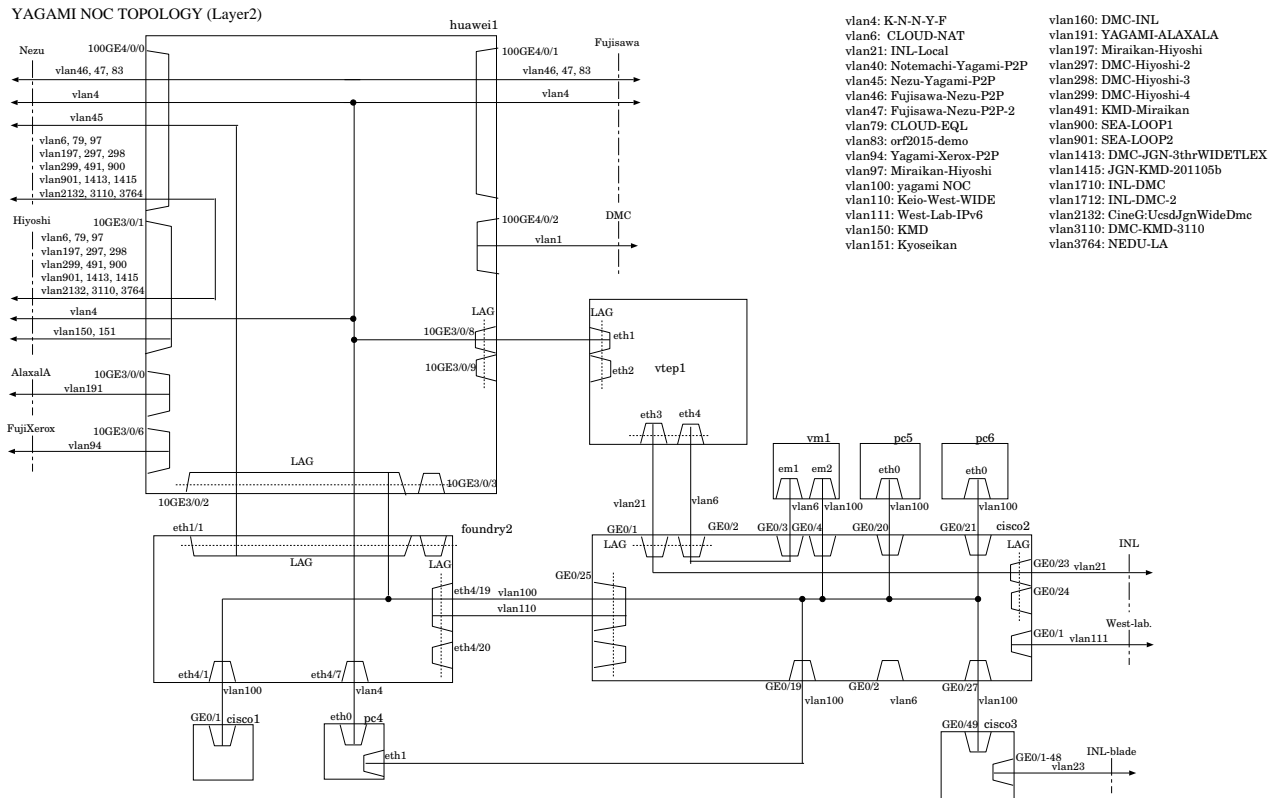 YAGAMI NOC TOPOLOGY (Layer2)
huawei1
Nezu
100GE4/0/0
100GE4/0/1
Fujisawa
vlan46, 47, 83
vlan46, 47, 83
vlan4
vlan4
vlan45
vlan6, 79, 97
vlan197, 297, 298
vlan299, 491, 900
vlan901, 1413, 1415
vlan2132, 3110, 3764
Hiyoshi
10GE3/0/1
100GE4/0/2
DMC
vlan1
vlan6, 79, 97
vlan197, 297, 298
vlan299, 491, 900
vlan901, 1413, 1415
vlan2132, 3110, 3764
vlan4
vlan150, 151
LAG
10GE3/0/8
10GE3/0/9
LAG
eth1
eth2
vtep1
eth3
eth4
AlaxalA
10GE3/0/0
vlan191
FujiXerox
10GE3/0/6
vlan94
LAG
10GE3/0/2
10GE3/0/3
vlan4: K-N-N-Y-F
vlan6: CLOUD-NAT
vlan21: INL-Local
vlan40: Notemachi-Yagami-P2P
vlan45: Nezu-Yagami-P2P
vlan46: Fujisawa-Nezu-P2P
vlan47: Fujisawa-Nezu-P2P-2
vlan79: CLOUD-EQL
vlan83: orf2015-demo
vlan94: Yagami-Xerox-P2P
vlan97: Miraikan-Hiyoshi
vlan100: yagami NOC
vlan110: Keio-West-WIDE
vlan111: West-Lab-IPv6
vlan150: KMD
vlan151: Kyoseikan
vlan160: DMC-INL
vlan191: YAGAMI-ALAXALA
vlan197: Miraikan-Hiyoshi
vlan297: DMC-Hiyoshi-2
vlan298: DMC-Hiyoshi-3
vlan299: DMC-Hiyoshi-4
vlan491: KMD-Miraikan
vlan900: SEA-LOOP1
vlan901: SEA-LOOP2
vlan1413: DMC-JGN-3thrWIDETLEX
vlan1415: JGN-KMD-201105b
vlan1710: INL-DMC
vlan1712: INL-DMC-2
vlan2132: CineG:UcsdJgnWideDmc
vlan3110: DMC-KMD-3110
vlan3764: NEDU-LA
vm1
pc5
pc6
em1
em2
eth0
eth0
vlan21
vlan6
vlan6
vlan100
vlan100
vlan100
eth1/1
foundry2
LAG
LAG
eth4/19
vlan100
vlan110
eth4/20
eth4/1
vlan100
eth4/7
vlan4
GE0/1
GE0/2
GE0/3
GE0/4
GE0/20
GE0/21
cisco2
LAG
LAG
GE0/25
GE0/23
vlan21
INL
GE0/24
GE0/1
vlan111
West-lab.
GE0/19
vlan100
GE0/2
vlan6
GE0/27
vlan100
GE0/1
cisco1
eth0
pc4
eth1
GE0/49
cisco3
GE0/1-48
vlan23
INL-blade